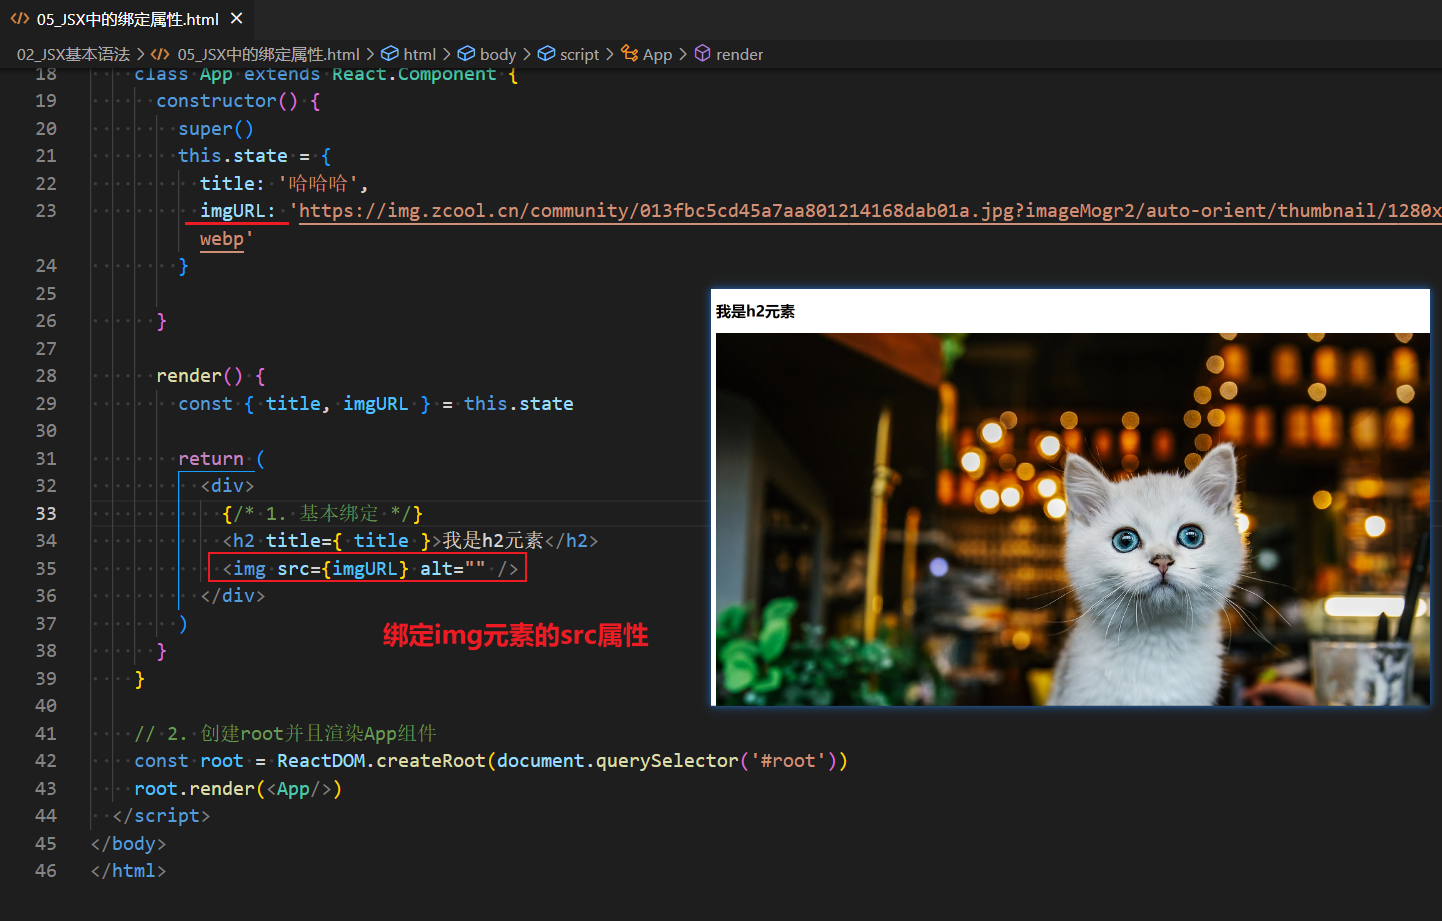 05_JSX中的绑定属性.html
02_JSX基本语法 > 05_JSX中的绑定属性.html > html > body > script > App > render
18 class App extends React.Component {
19 constructor() {
20 super()
21 this.state = {
22 title: '哈哈哈',
23 imgURL: 'https://img.zcool.cn/community/013fbc5cd45a7aa801214168dab01a.jpg?imageMogr2/auto-orient/thumbnail/1280x
webp'
24 }
25
26 }
27
28 render() {
29 const { title, imgURL } = this.state
30
31 return (
32 <div>
33 {/* 1. 基本绑定 */}
34 <h2 title={ title }>我是h2元素</h2>
35 <img src={imgURL} alt="" />
36 </div>
37 )
38 }
39 }
40
41 // 2. 创建root并且渲染App组件
42 const root = ReactDOM.createRoot(document.querySelector('#root'))
43 root.render(<App/>)
44 </script>
45 </body>
46 </html>
我是h2元素
绑定img元素的src属性